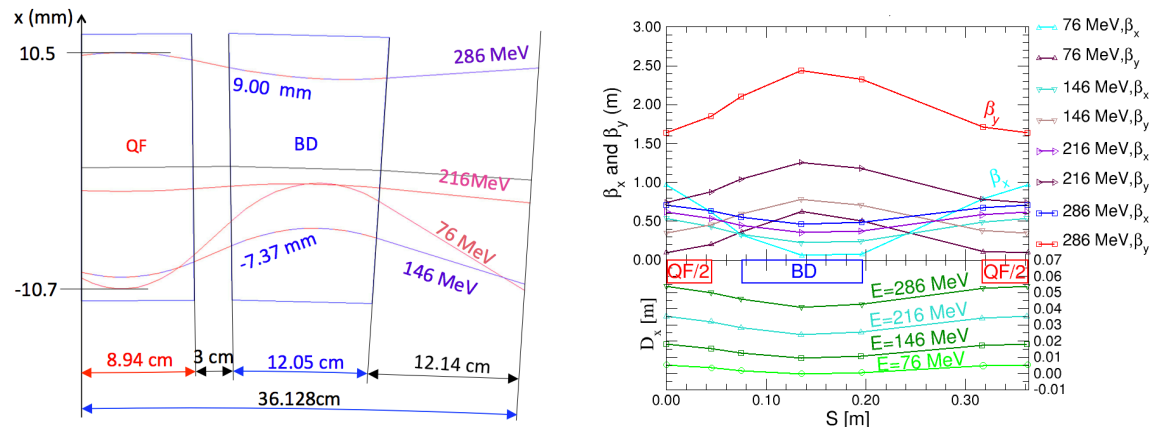 x (mm)
10.5
286 MeV
9.00 mm
QF
BD
216MeV
76 MeV
-7.37 mm
146 MeV
-10.7
8.94 cm
3 cm
12.05cm
12.14 cm
36.128cm
3.00
2.50
2.00
1.50
1.00
0.50
0.00
βx and βy (m)
βy
βx
76 MeV,βx
76 MeV,βy
146 MeV,βx
146 MeV,βy
216 MeV,βx
216 MeV,βy
286 MeV,βx
286 MeV,βy
QF/2
BD
QF/2
0.07
0.06
0.05
0.04
0.03
0.02
0.01
0.00
-0.01
Dx [m]
E=286 MeV
E=216 MeV
E=146 MeV
E=76 MeV
0.00
0.10
0.20
0.30
S [m]